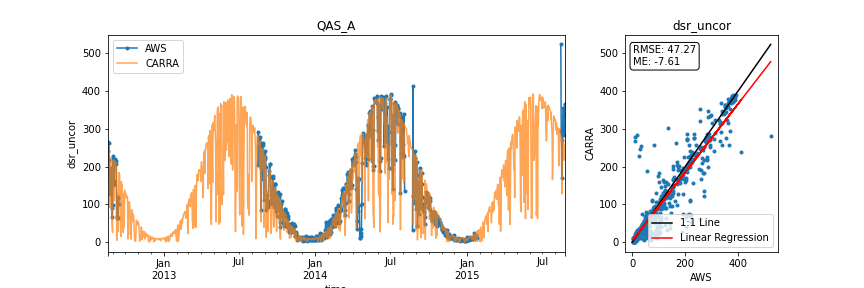 QAS_A
dsr_uncor
500
400
300
200
100
0
AWS
CARRA
Jan
2013
Jul
Jan
2014
Jul
Jan
2015
Jul
time
dsr_uncor
CARRA
500
400
300
200
100
0
RMSE: 47.27
ME: -7.61
1:1 Line
Linear Regression
0
200
400
AWS